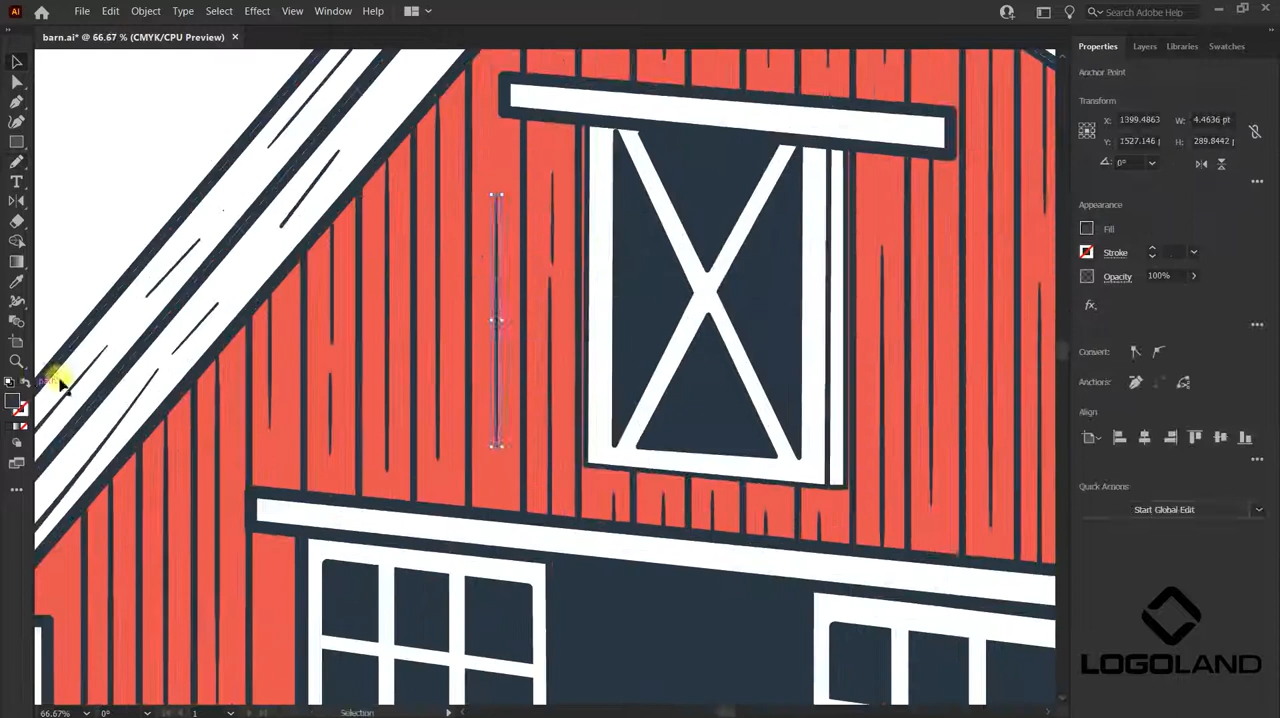 Ai
File Edit Object Type Select Effect View Window Help
Search Adobe Help
barn.ai* @ 66.67 % (CMYK/CPU Preview)
Properties Layers Libraries Swatches
Anchor Point
Transform
X: 1399.4863 W: 4.4636 pt
Y: 1527.146 H: 289.8442
0°
Appearance
Fill
Stroke
Opacity 100%
fx
Convert:
Anchors:
Align
Quick Actions
Start Global Edit
LOGOLAND
66.67% 0° 1 Selection